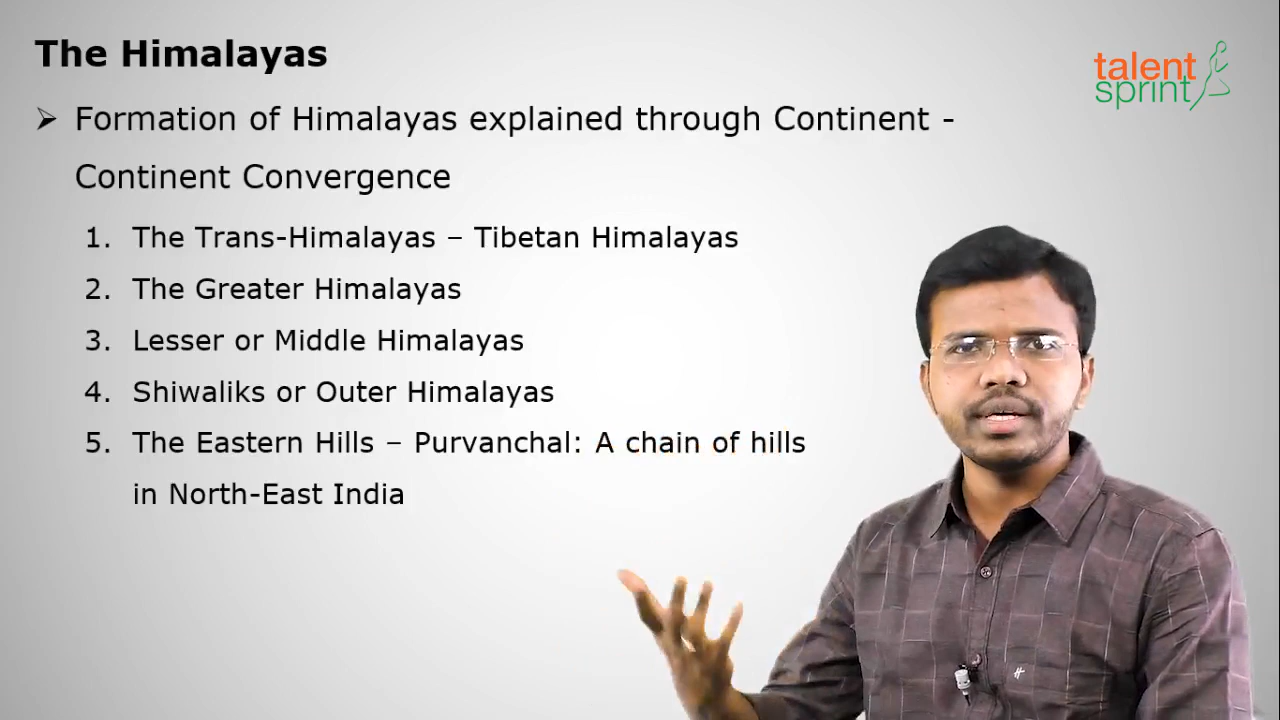 The Himalayas
talent
sprint
➢ Formation of Himalayas explained through Continent -
Continent Convergence
1. The Trans-Himalayas – Tibetan Himalayas
2. The Greater Himalayas
3. Lesser or Middle Himalayas
4. Shiwaliks or Outer Himalayas
5. The Eastern Hills – Purvanchal: A chain of hills
in North-East India